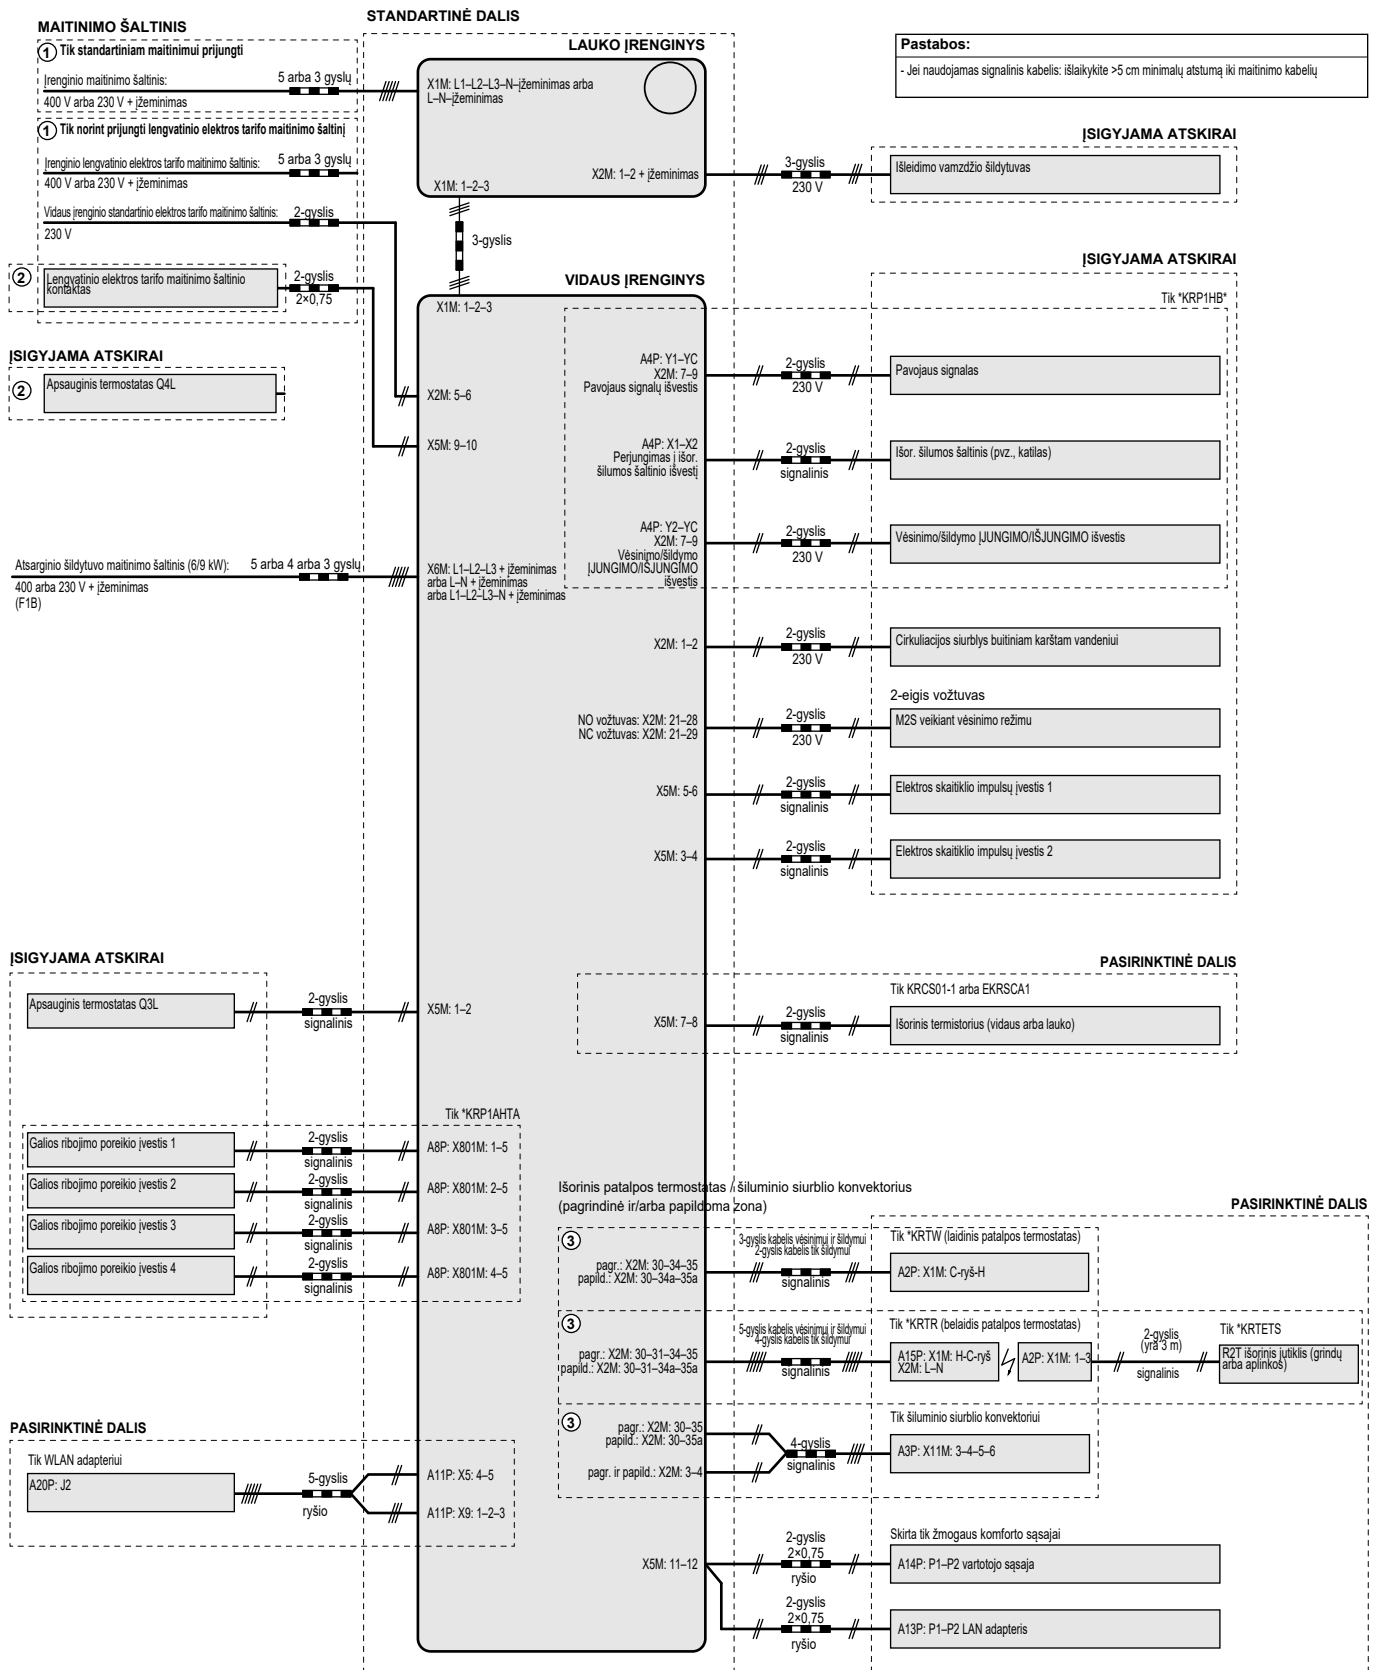 STANDARTINĖ DALIS
MAITINIMO ŠALTINIS
1 Tik standartiniam maitinimui prijungti
Įrenginio maitinimo šaltinis:
5 arba 3 gyslų
400 V arba 230 V + įžeminimas
1 Tik norint prijungti lengvatinio elektros tarifo maitinimo šaltinį
Įrenginio lengvatinio elektros tarifo maitinimo šaltinis:
5 arba 3 gyslų
400 V arba 230 V + įžeminimas
Vidaus įrenginio standartinio elektros tarifo maitinimo šaltinis:
2-gyslis
230 V
2
Lengvatinio elektros tarifo maitinimo šaltinio
kontaktas
2-gyslis
2×0,75
ĮSIGYJAMA ATSKIRAI
2
Apsauginis termostatas Q4L
Atsarginio šildytuvo maitinimo šaltinis (6/9 kW):
5 arba 4 arba 3 gyslų
400 arba 230 V + įžeminimas
(F1B)
LAUKO ĮRENGINYS
X1M: L1–L2–L3–N–įžeminimas arba
L–N–įžeminimas
X2M: 1–2 + įžeminimas
X1M: 1–2–3
3-gyslis
VIDAUS ĮRENGINYS
X1M: 1–2–3
X2M: 5–6
X5M: 9–10
X6M: L1–L2–L3 + įžeminimas
arba L–N + įžeminimas
arba L1–L2–L3–N + įžeminimas
Pastabos:
- Jei naudojamas signalinis kabelis: išlaikykite >5 cm minimalų atstumą iki maitinimo kabelių
ĮSIGYJAMA ATSKIRAI
3-gyslis
230 V
Išleidimo vamzdžio šildytuvas
ĮSIGYJAMA ATSKIRAI
Tik *KRP1HB*
A4P: Y1–YC
X2M: 7–9
Pavojaus signalų išvestis
2-gyslis
230 V
Pavojaus signalas
A4P: X1–X2
Perjungimas į išor.
šilumos šaltinio išvestį
2-gyslis
signalinis
Išor. šilumos šaltinis (pvz., katilas)
A4P: Y2–YC
X2M: 7–9
Vėsinimo/šildymo
ĮJUNGIMO/IŠJUNGIMO
išvestis
2-gyslis
230 V
Vėsinimo/šildymo ĮJUNGIMO/IŠJUNGIMO išvestis
X2M: 1–2
2-gyslis
230 V
Cirkuliacijos siurblys buitiniam karštam vandeniui
2-eigis vožtuvas
NO vožtuvas: X2M: 21–28
NC vožtuvas: X2M: 21–29
2-gyslis
230 V
M2S veikiant vėsinimo režimu
X5M: 5-6
2-gyslis
signalinis
Elektros skaitiklio impulsų įvestis 1
X5M: 3–4
2-gyslis
signalinis
Elektros skaitiklio impulsų įvestis 2
ĮSIGYJAMA ATSKIRAI
Apsauginis termostatas Q3L
2-gyslis
signalinis
X5M: 1–2
PASIRINKTINĖ DALIS
Tik KRCS01-1 arba EKRSCA1
X5M: 7–8
2-gyslis
signalinis
Išorinis termistorius (vidaus arba lauko)
Tik *KRP1AHTA
Galios ribojimo poreikio įvestis 1
2-gyslis
signalinis
A8P: X801M: 1–5
Galios ribojimo poreikio įvestis 2
2-gyslis
signalinis
A8P: X801M: 2–5
Galios ribojimo poreikio įvestis 3
2-gyslis
signalinis
A8P: X801M: 3–5
Galios ribojimo poreikio įvestis 4
2-gyslis
signalinis
A8P: X801M: 4–5
Išorinis patalpos termostatas / šiluminio siurblio konvektorius
(pagrindinė ir/arba papildoma zona)
PASIRINKTINĖ DALIS
3
pagr.: X2M: 30–34–35
papild.: X2M: 30–34a–35a
3-gyslis kabelis vėsinimui ir šildymui
2-gyslis kabelis tik šildymui
signalinis
Tik *KRTW (laidinis patalpos termostatas)
A2P: X1M: C-ryš-H
3
pagr.: X2M: 30–31–34–35
papild.: X2M: 30–31–34a–35a
5-gyslis kabelis vėsinimui ir šildymui
4-gyslis kabelis tik šildymui
signalinis
Tik *KRTR (belaidis patalpos termostatas)
A15P: X1M: H-C-ryš
X2M: L–N
A2P: X1M: 1–3
2-gyslis
(yra 3 m)
signalinis
Tik *KRTETS
R2T išorinis jutiklis (grindų
arba aplinkos)
3
pagr.: X2M: 30–35
papild.: X2M: 30–35a
pagr. ir papild.: X2M: 3–4
4-gyslis
signalinis
Tik šiluminio siurblio konvektoriui
A3P: X11M: 3–4–5–6
PASIRINKTINĖ DALIS
Tik WLAN adapteriui
A20P: J2
5-gyslis
ryšio
A11P: X5: 4–5
A11P: X9: 1–2–3
X5M: 11–12
2-gyslis
2×0,75
ryšio
Skirta tik žmogaus komforto sąsajai
A14P: P1–P2 vartotojo sąsaja
2-gyslis
2×0,75
ryšio
A13P: P1–P2 LAN adapteris